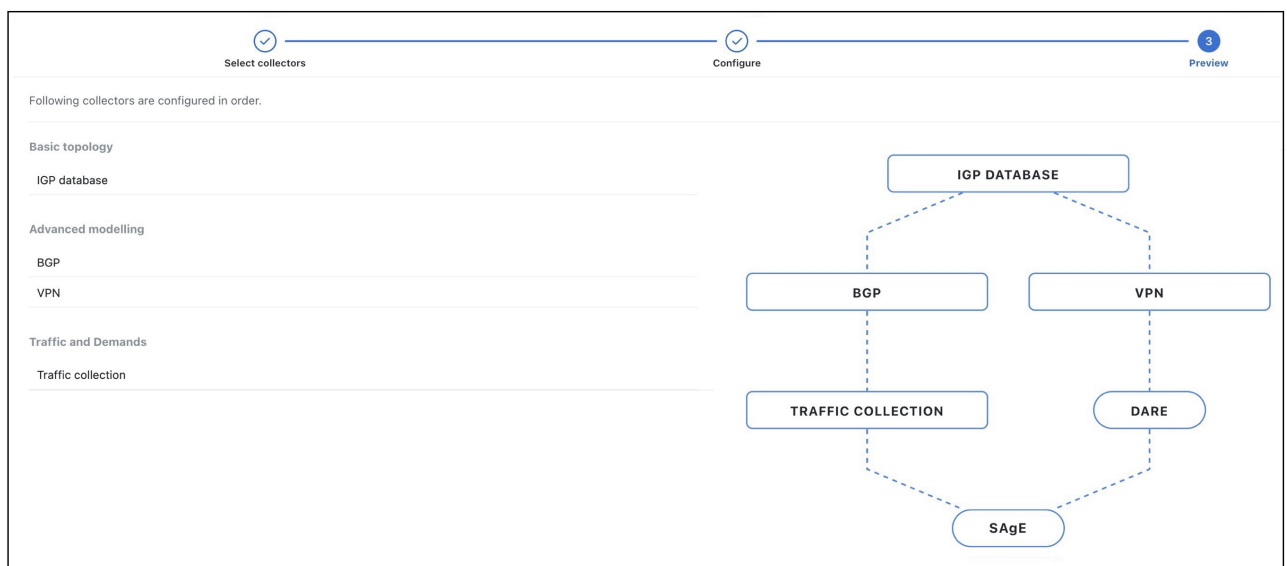 Select collectors
Configure
3
Preview
Following collectors are configured in order.
Basic topology
IGP database
Advanced modelling
BGP
VPN
Traffic and Demands
Traffic collection
IGP DATABASE
BGP
VPN
TRAFFIC COLLECTION
DARE
SAgE